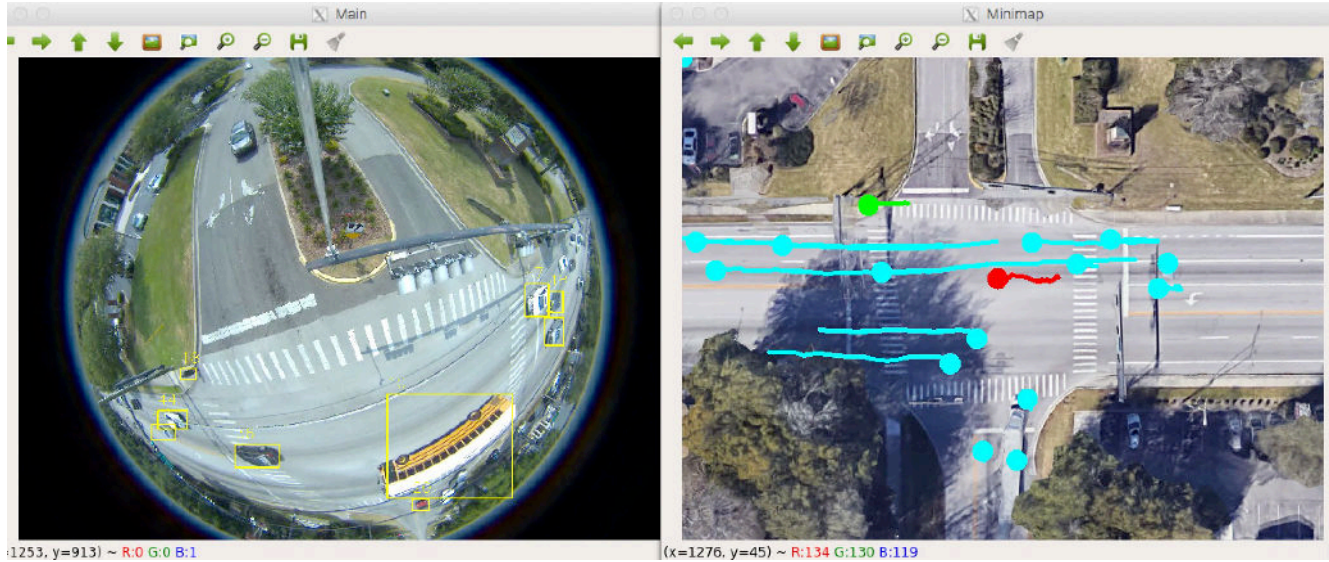 Main
Minimap
=1253, y=913) ~ R:0 G:0 B:1
(x=1276, y=45) ~ R:134 G:130 B:119